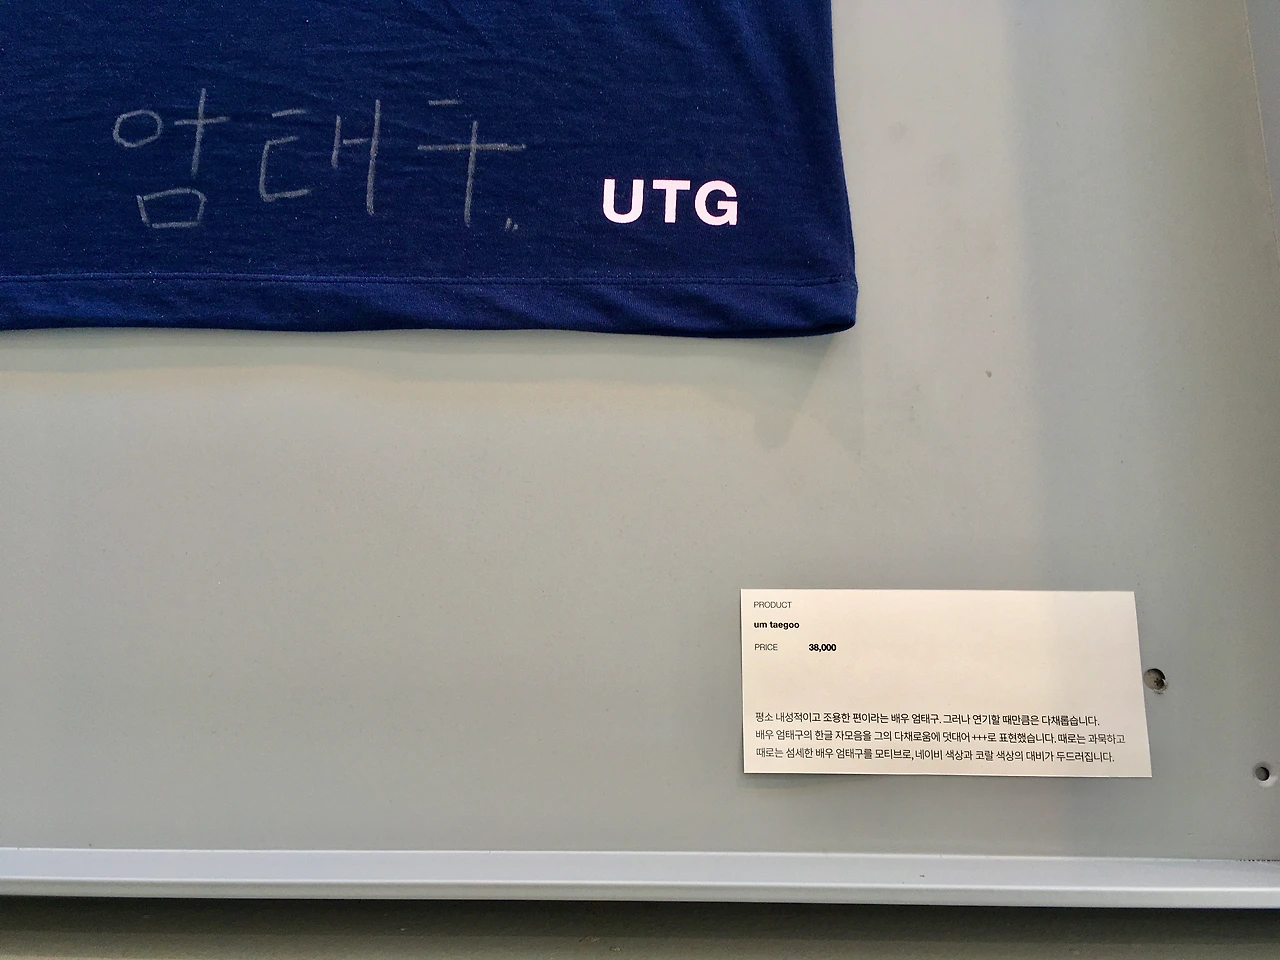 엄태구..
UTG
PRODUCT
um taegoo
PRICE 38,000
평소 내성적이고 조용한 편이라는 배우 엄태구. 그러나 연기할 때만큼은 다채롭습니다.
배우 엄태구의 한글 자모음을 그의 다채로움에 덧대어 +++로 표현했습니다. 때로는 과묵하고
때로는 섬세한 배우 엄태구를 모티브로, 네이비 색상과 코랄 색상의 대비가 두드러집니다.